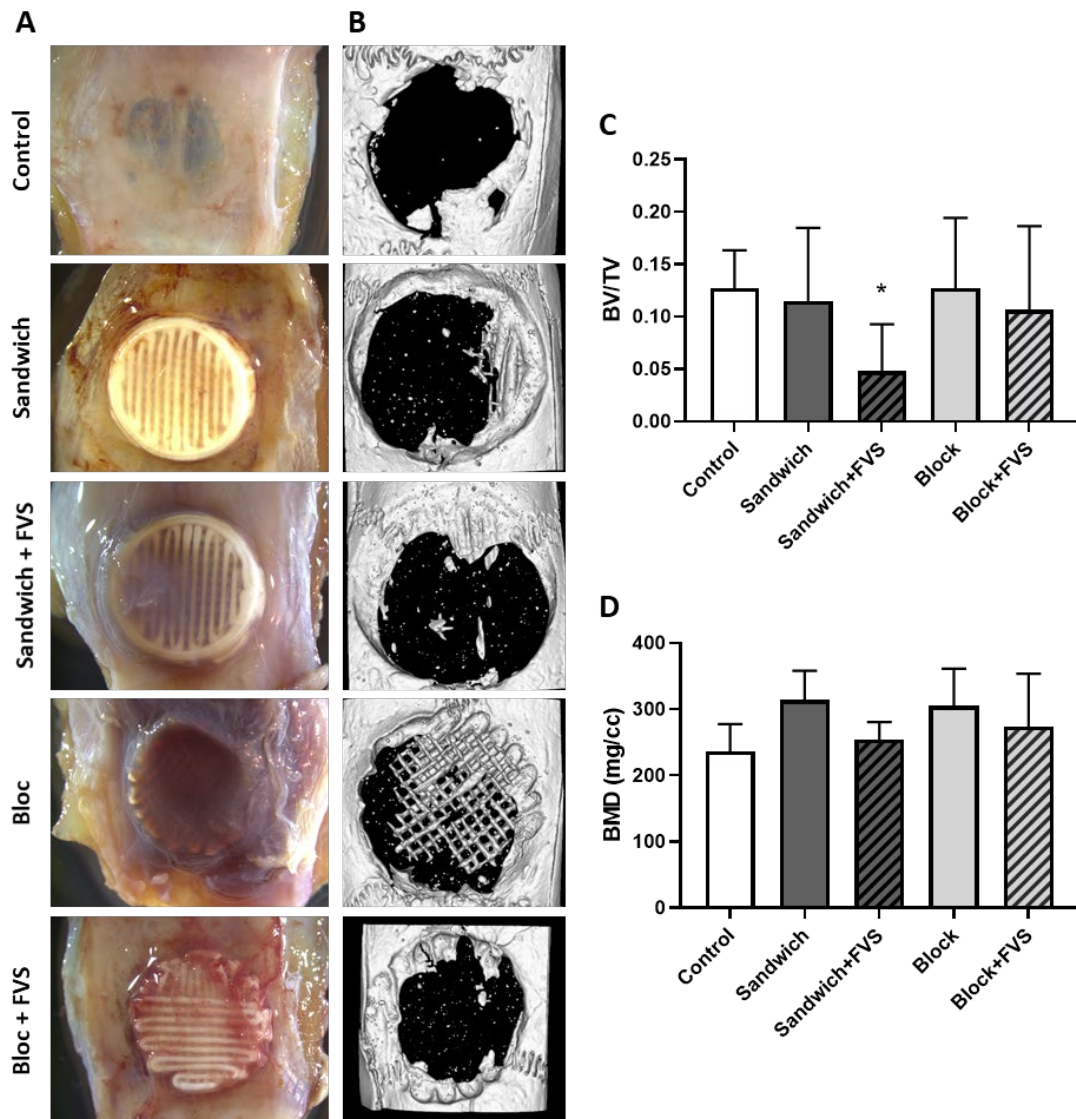 A
B
Control
Sandwich
Sandwich + FVS
Bloc
Bloc + FVS
C
BV/TV
0.25
0.20
0.15
0.10
0.05
0.00
*
Control
Sandwich
Sandwich+FVS
Block
Block+FVS
D
BMD (mg/cc)
400
300
200
100
0
Control
Sandwich
Sandwich+FVS
Block
Block+FVS